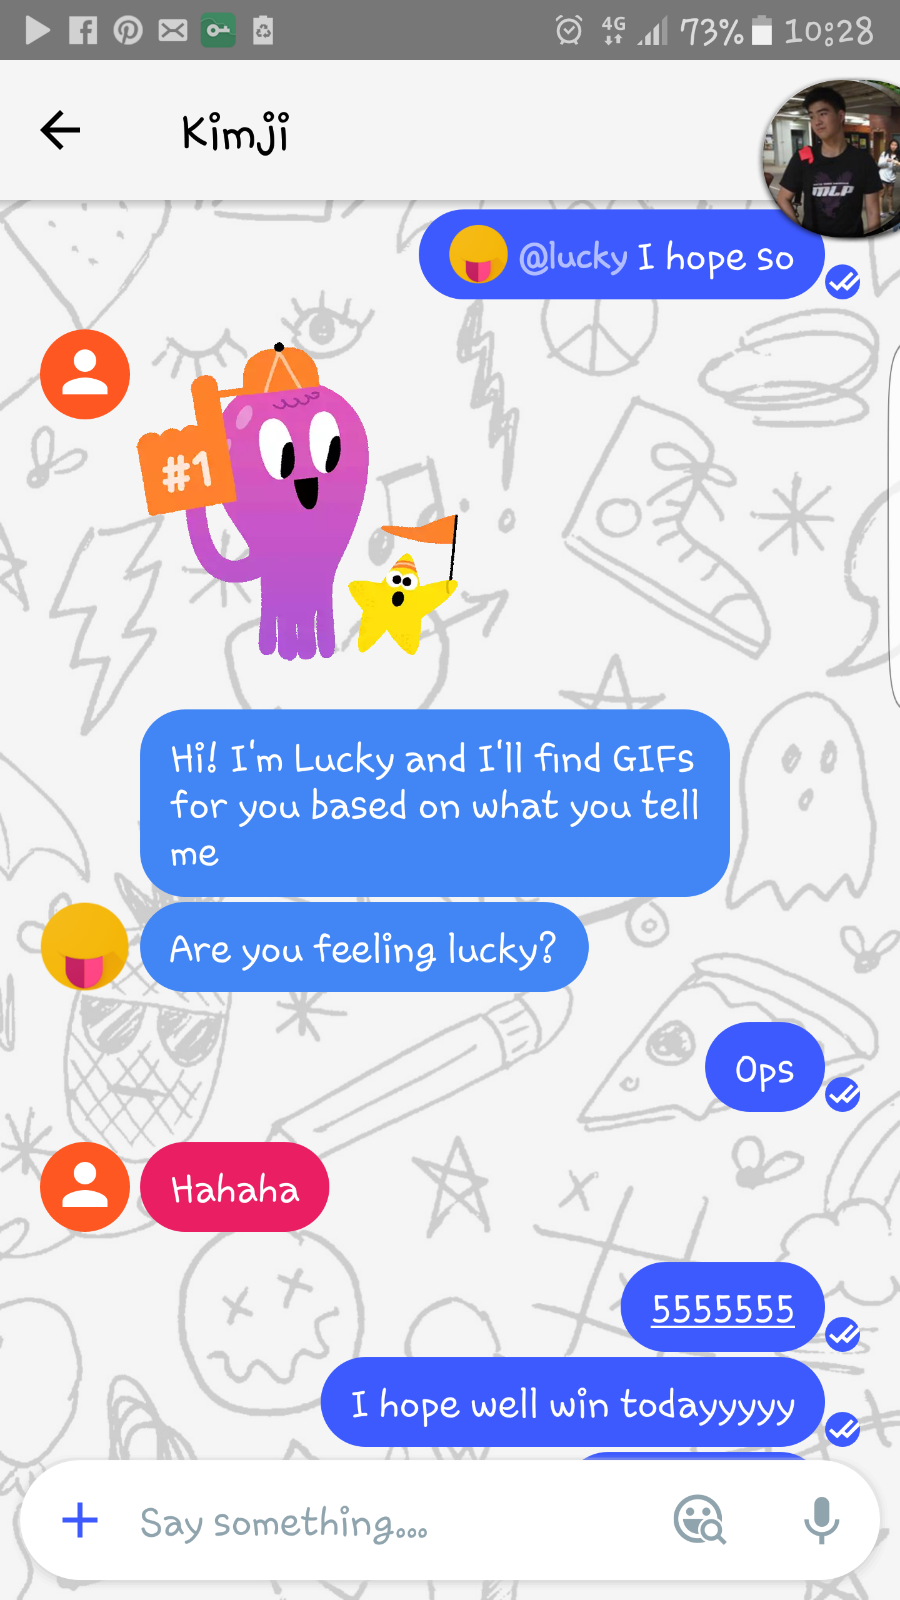 4G 73% 10:28
Kimji
MLP
@lucky I hope so
#1
Hi! I'm Lucky and I'll find GIFs
for you based on what you tell
me
Are you feeling lucky?
Ops
Hahaha
5555555
I hope well win todayyyyy
Say something...